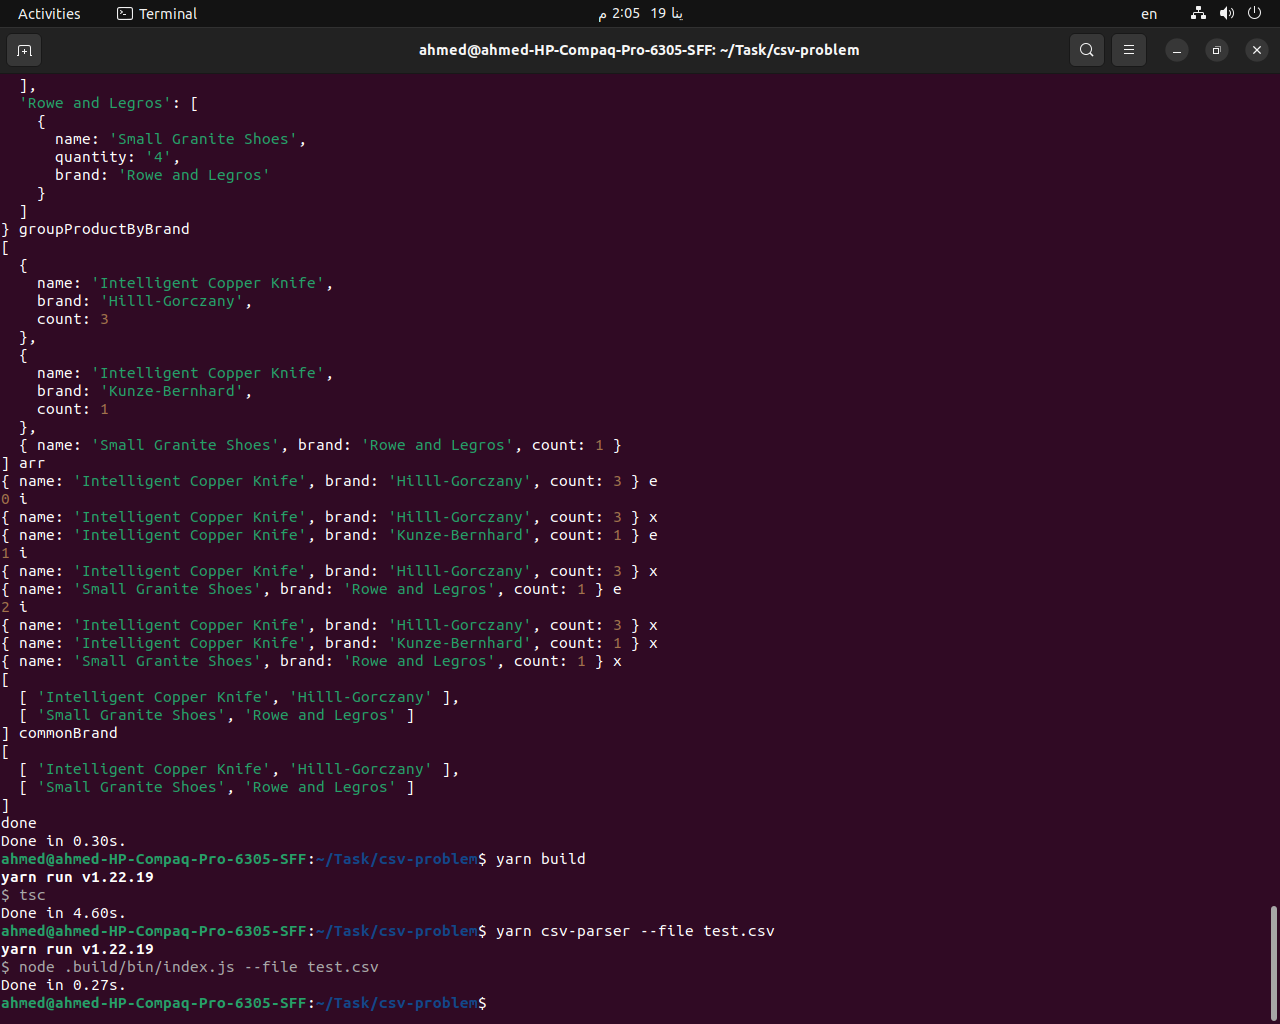 Activities Terminal 2:05 م 19 ينا en
ahmed@ahmed-HP-Compaq-Pro-6305-SFF: ~/Task/csv-problem
  ],
  'Rowe and Legros': [
    {
      name: 'Small Granite Shoes',
      quantity: '4',
      brand: 'Rowe and Legros'
    }
  ]
} groupProductByBrand
[
  {
    name: 'Intelligent Copper Knife',
    brand: 'Hilll-Gorczany',
    count: 3
  },
  {
    name: 'Intelligent Copper Knife',
    brand: 'Kunze-Bernhard',
    count: 1
  },
  { name: 'Small Granite Shoes', brand: 'Rowe and Legros', count: 1 }
] arr
{ name: 'Intelligent Copper Knife', brand: 'Hilll-Gorczany', count: 3 } e
0 i
{ name: 'Intelligent Copper Knife', brand: 'Hilll-Gorczany', count: 3 } x
{ name: 'Intelligent Copper Knife', brand: 'Kunze-Bernhard', count: 1 } e
1 i
{ name: 'Intelligent Copper Knife', brand: 'Hilll-Gorczany', count: 3 } x
{ name: 'Small Granite Shoes', brand: 'Rowe and Legros', count: 1 } e
2 i
{ name: 'Intelligent Copper Knife', brand: 'Hilll-Gorczany', count: 3 } x
{ name: 'Intelligent Copper Knife', brand: 'Kunze-Bernhard', count: 1 } x
{ name: 'Small Granite Shoes', brand: 'Rowe and Legros', count: 1 } x
[
  [ 'Intelligent Copper Knife', 'Hilll-Gorczany' ],
  [ 'Small Granite Shoes', 'Rowe and Legros' ]
] commonBrand
[
  [ 'Intelligent Copper Knife', 'Hilll-Gorczany' ],
  [ 'Small Granite Shoes', 'Rowe and Legros' ]
]
done
Done in 0.30s.
ahmed@ahmed-HP-Compaq-Pro-6305-SFF:~/Task/csv-problem$ yarn build
yarn run v1.22.19
$ tsc
Done in 4.60s.
ahmed@ahmed-HP-Compaq-Pro-6305-SFF:~/Task/csv-problem$ yarn csv-parser --file test.csv
yarn run v1.22.19
$ node .build/bin/index.js --file test.csv
Done in 0.27s.
ahmed@ahmed-HP-Compaq-Pro-6305-SFF:~/Task/csv-problem$